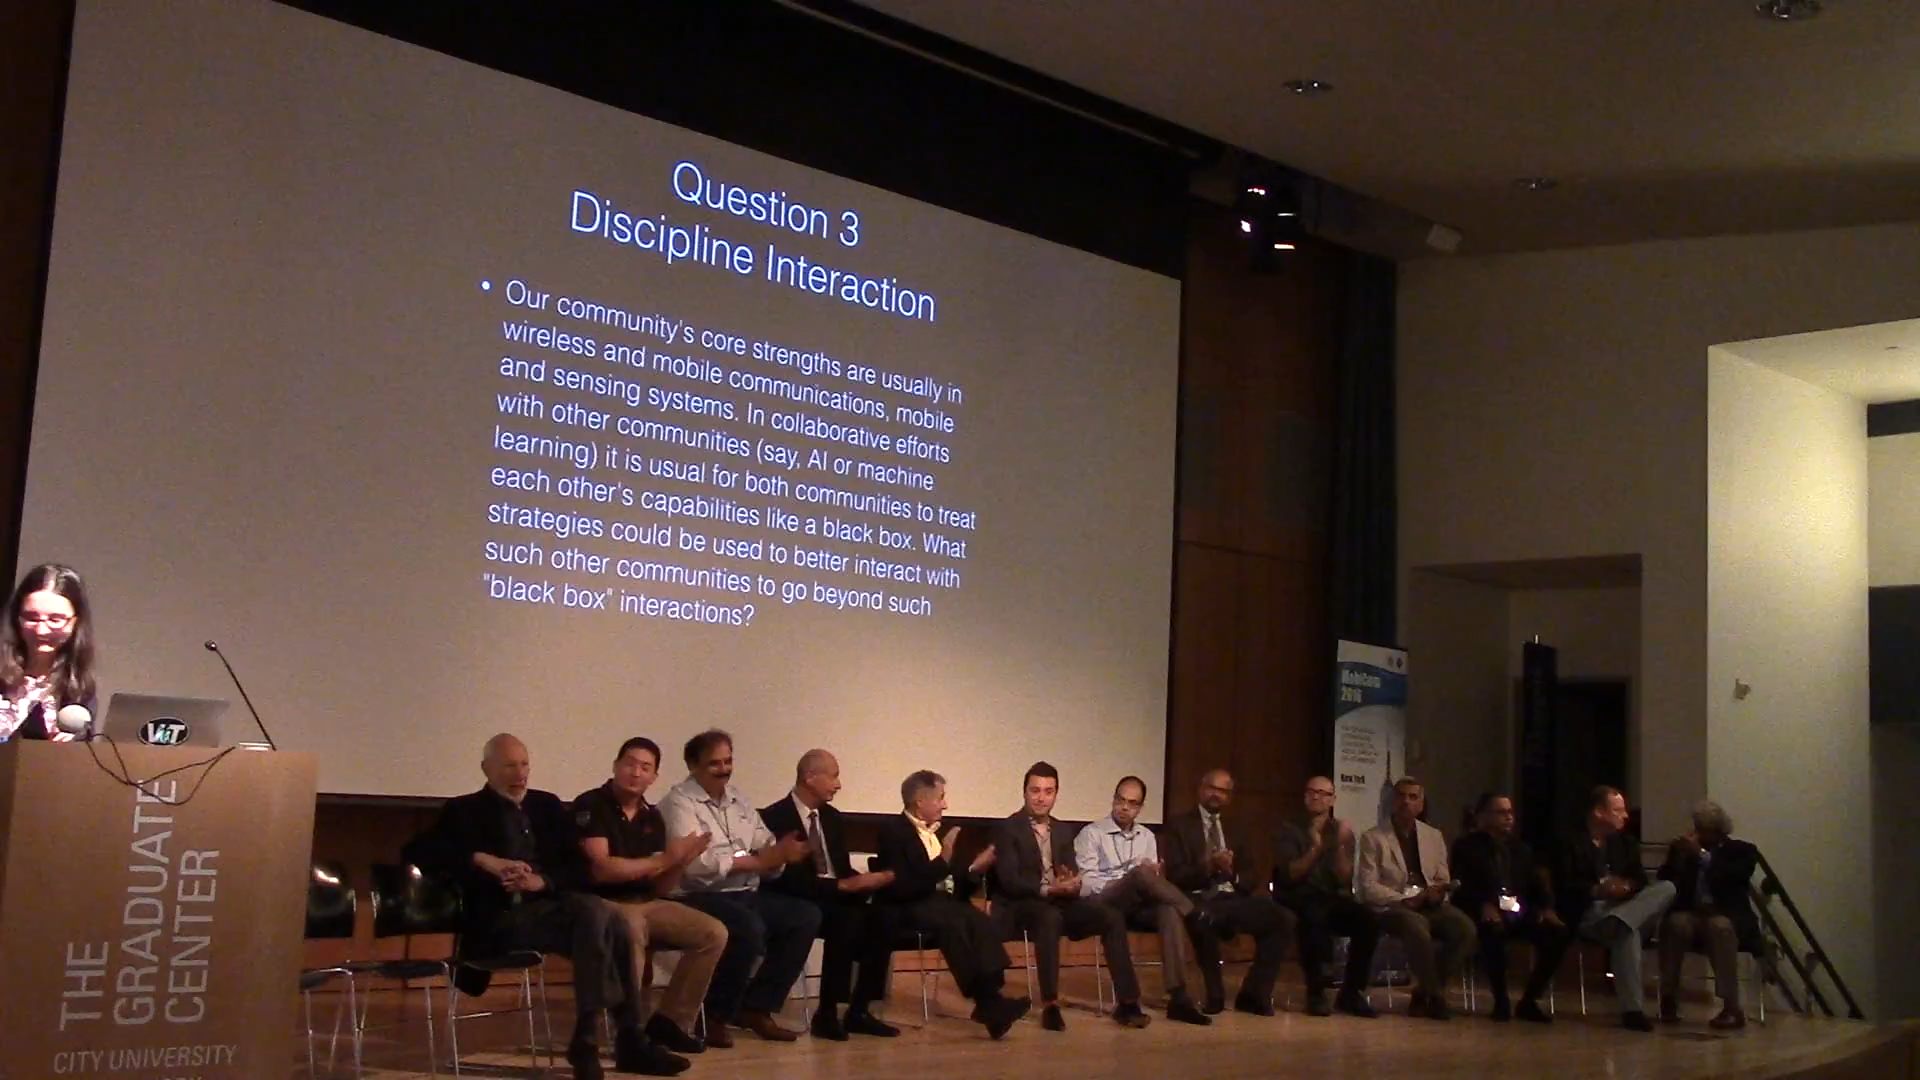 Question 3
Discipline Interaction
• Our community's core strengths are usually in
wireless and mobile communications, mobile
and sensing systems. In collaborative efforts
with other communities (say, AI or machine
learning) it is usual for both communities to treat
each other's capabilities like a black box. What
strategies could be used to better interact with
such other communities to go beyond such
"black box" interactions?
THE
GRADUATE
CENTER
CITY UNIVERSITY
MobiCom
2016
New York